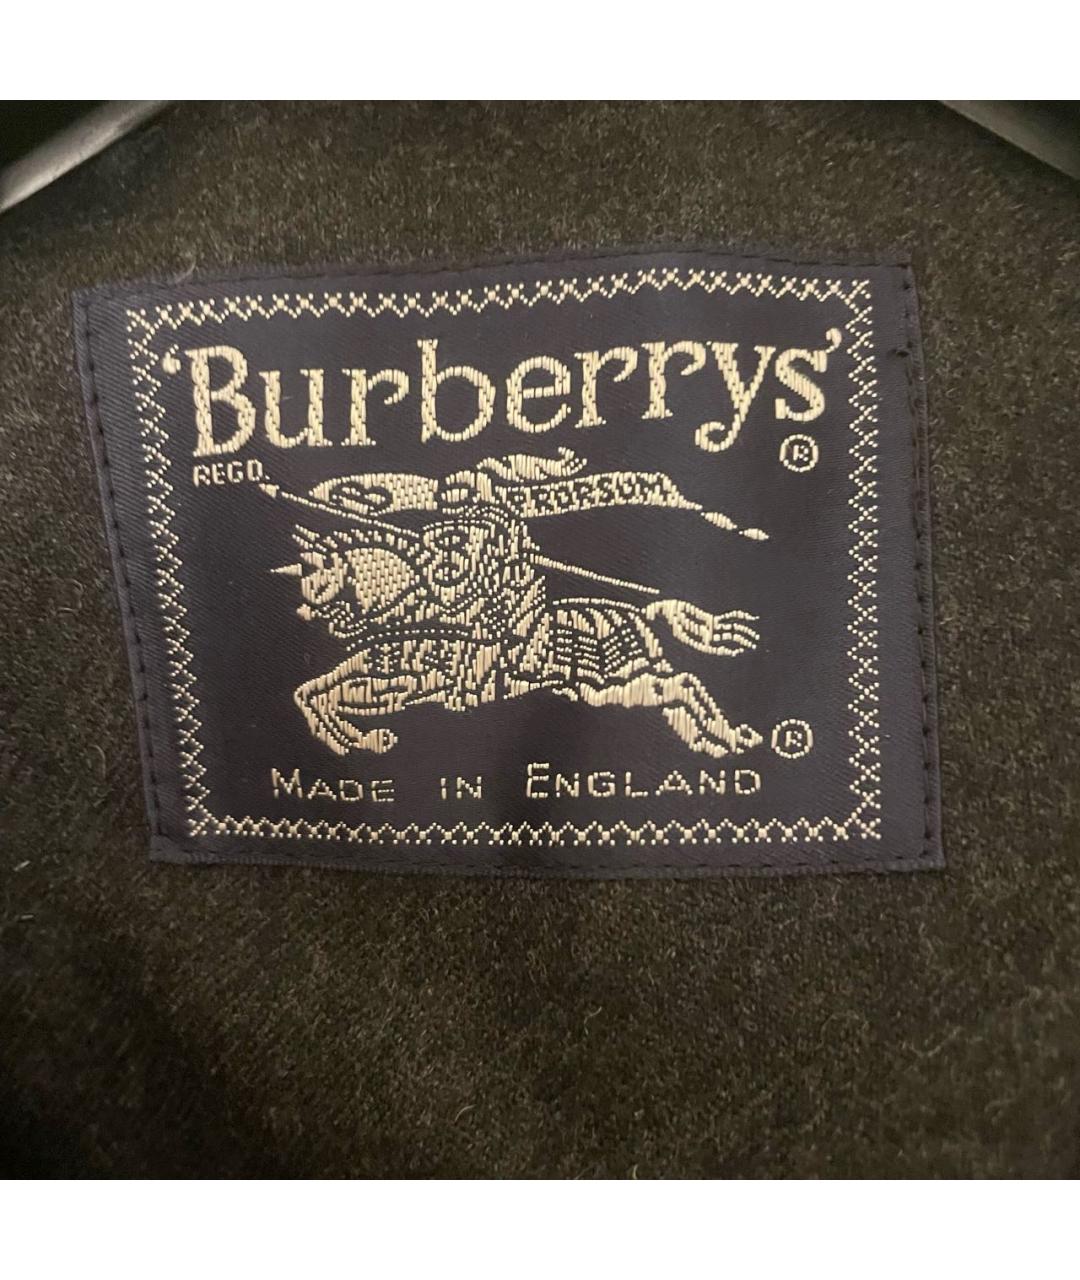 'Burberrys'
REGD. ®
PRORSUM
®
MADE IN ENGLAND